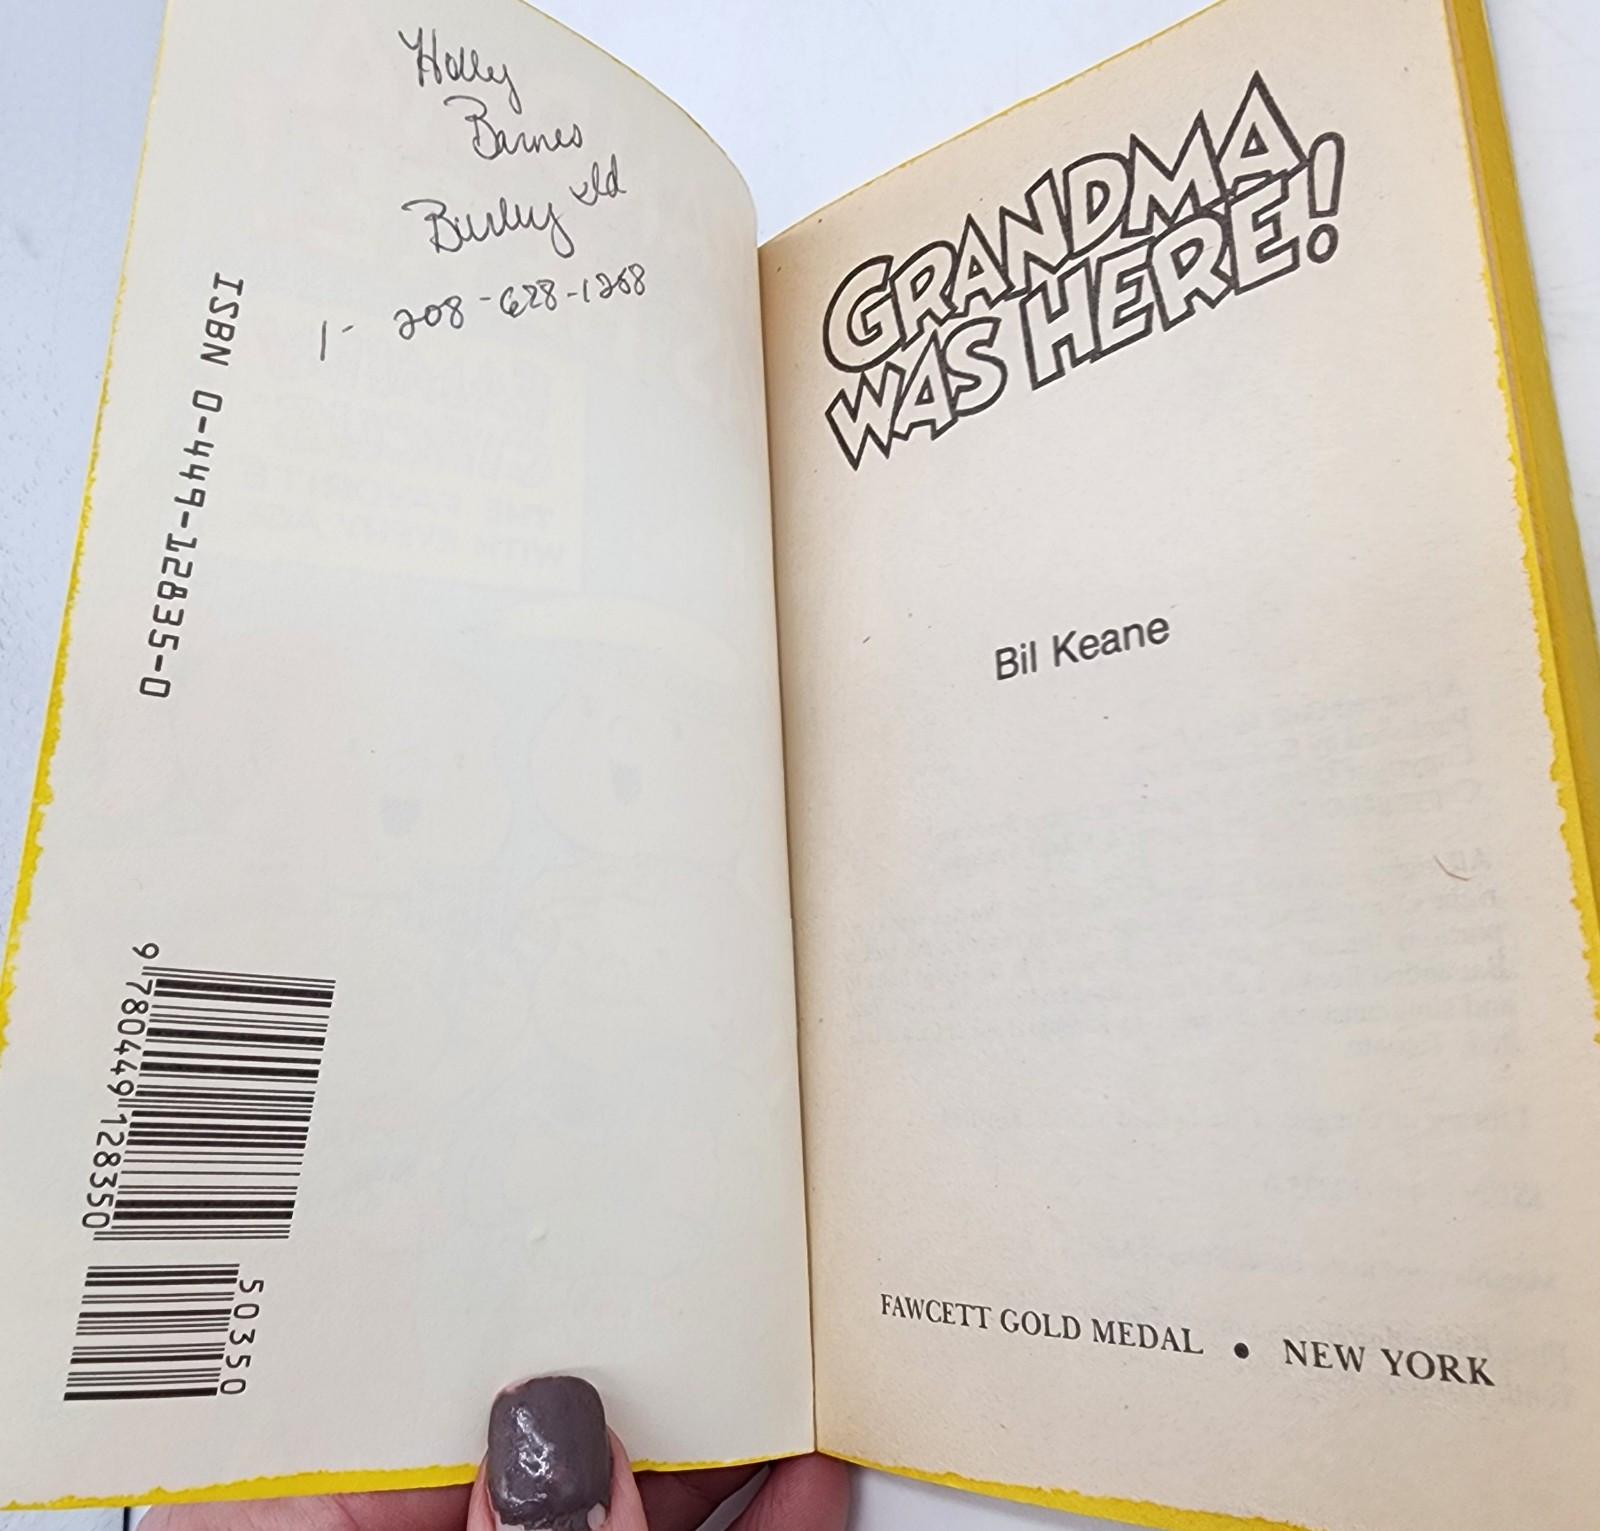 Holly
Barnes
Burley Id
1- 208-628-1268
ISBN 0-449-12835-0
9 780449 128350
50350
GRANDMA
WAS HERE!
Bil Keane
FAWCETT GOLD MEDAL • NEW YORK